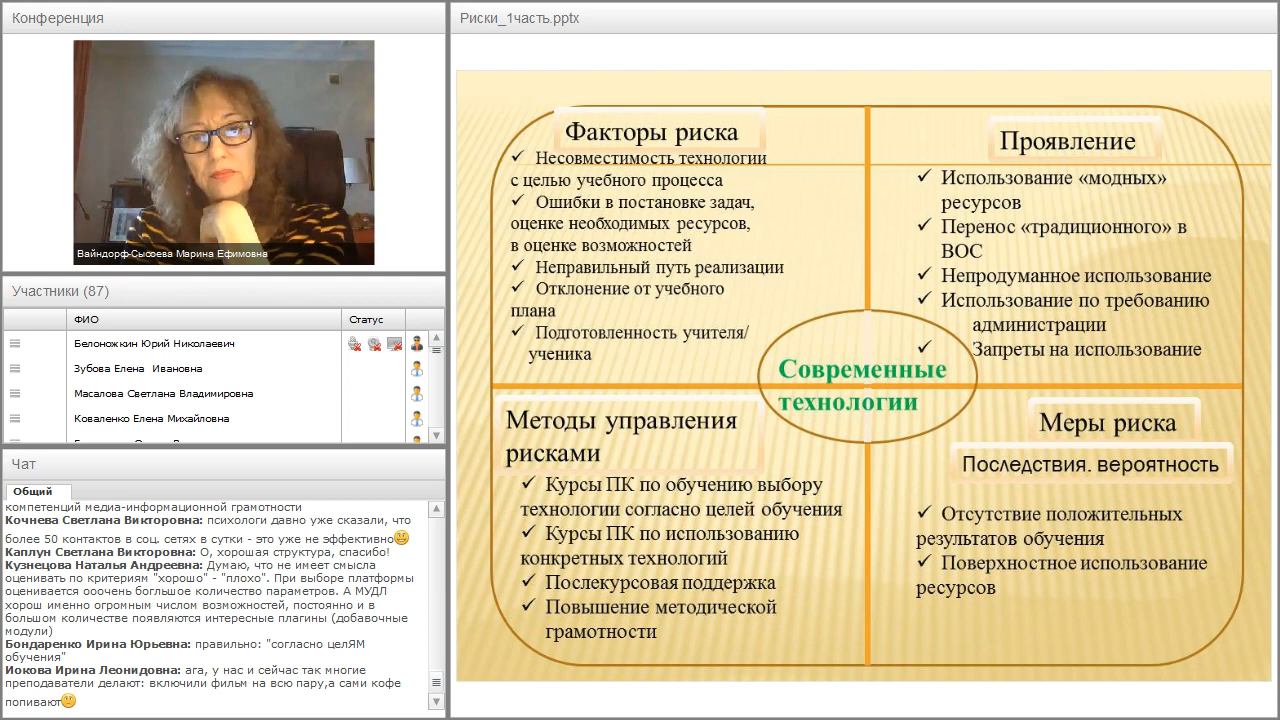 Конференция
Вайндорф-Сысоева Марина Ефимовна
Участники (87)
ФИО
Статус
Белоножкин Юрий Николаевич
Зубова Елена Ивановна
Масалова Светлана Владимировна
Коваленко Елена Михайловна
Чат
Общий
компетенций медиа-информационной грамотности
Кочнева Светлана Викторовна: психологи давно уже сказали, что
более 50 контактов в соц. сетях в сутки - это уже не эффективно
Каплун Светлана Викторовна: О, хорошая структура, спасибо!
Кузнецова Наталья Андреевна: Думаю, что не имеет смысла
оценивать по критериям "хорошо" - "плохо". При выборе платформы
оценивается ооочень богльшое количество параметров. А МУДЛ
хорош именно огромным числом возможностей, постоянно и в
большом количестве появляются интересные плагины (добавочные
модули)
Бондаренко Ирина Юрьевна: правильно: "согласно целЯМ
обучения"
Иокова Ирина Леонидовна: ага, у нас и сейчас так многие
преподаватели делают: включили фильм на всю пару,а сами кофе
попивают
Риски_1часть.pptx
Факторы риска
✓ Несовместимость технологии
с целью учебного процесса
✓ Ошибки в постановке задач,
оценке необходимых ресурсов,
в оценке возможностей
✓ Неправильный путь реализации
✓ Отклонение от учебного
плана
✓ Подготовленность учителя/
ученика
Проявление
✓ Использование «модных»
ресурсов
✓ Перенос «традиционного» в
ВОС
✓ Непродуманное использование
✓ Использование по требованию
администрации
✓ Запреты на использование
Современные
технологии
Методы управления
рисками
✓ Курсы ПК по обучению выбору
технологии согласно целей обучения
✓ Курсы ПК по использованию
конкретных технологий
✓ Послекурсовая поддержка
✓ Повышение методической
грамотности
Меры риска
Последствия. вероятность
✓ Отсутствие положительных
результатов обучения
✓ Поверхностное использование
ресурсов